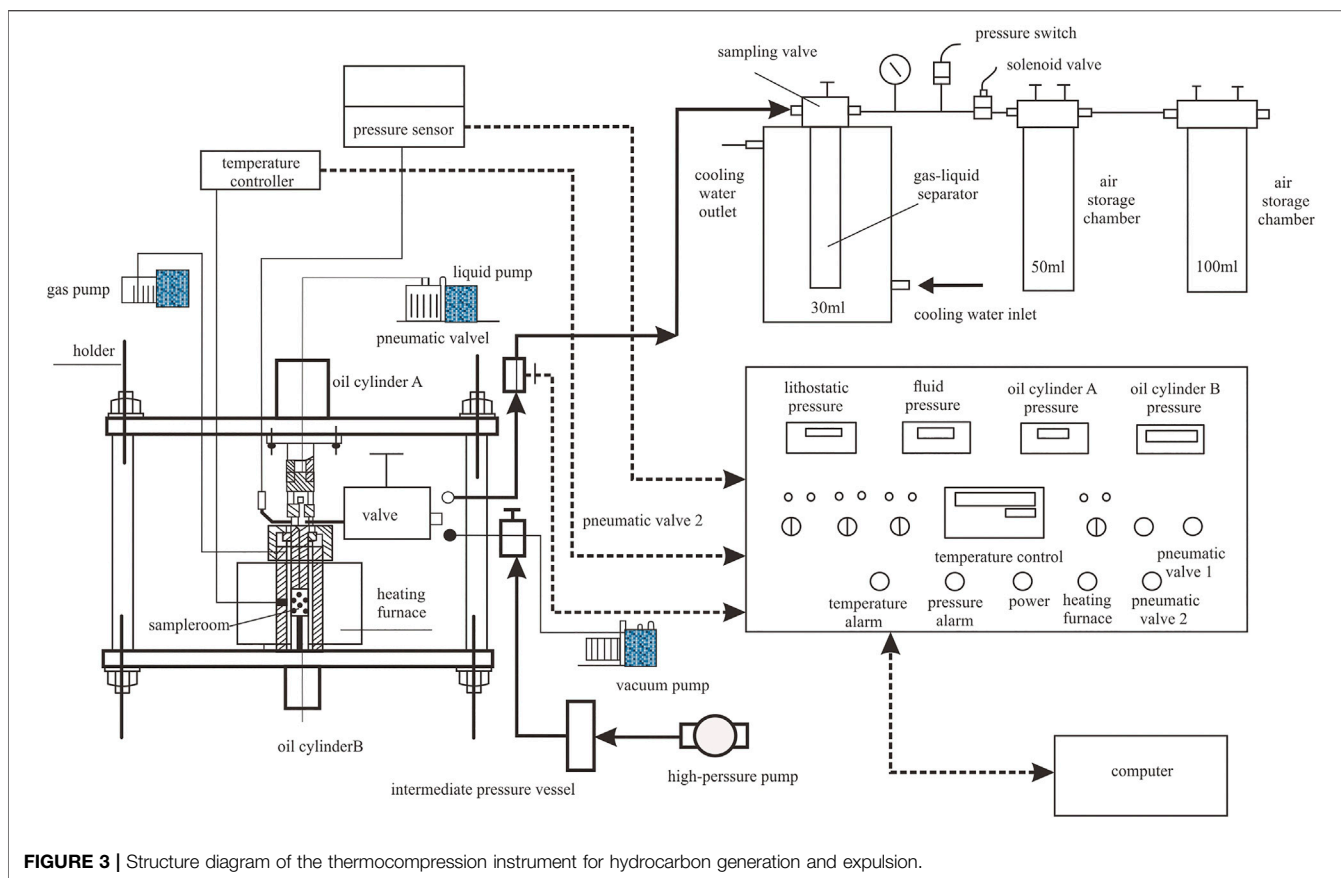 pressure switch
sampling valve
solenoid valve
pressure sensor
temperature
controller
cooling
water
outlet
gas-liquid
separator
air
storage
chamber
air
storage
chamber
gas pump
liquid pump
50ml
100ml
30ml
cooling water inlet
pneumatic valvel
holder
oil cylinder A
lithostatic
pressure
fluid
pressure
oil cylinder A
pressure
oil cylinder B
pressure
valve
pneumatic valve 2
temperature control
pneumatic
valve 1
heating
furnace
sampleroom
temperature
alarm
pressure
alarm
power
heating
furnace
pneumatic
valve 2
vacuum pump
oil cylinderB
intermediate pressure vessel
high-perssure pump
computer
FIGURE 3 | Structure diagram of the thermocompression instrument for hydrocarbon generation and expulsion.